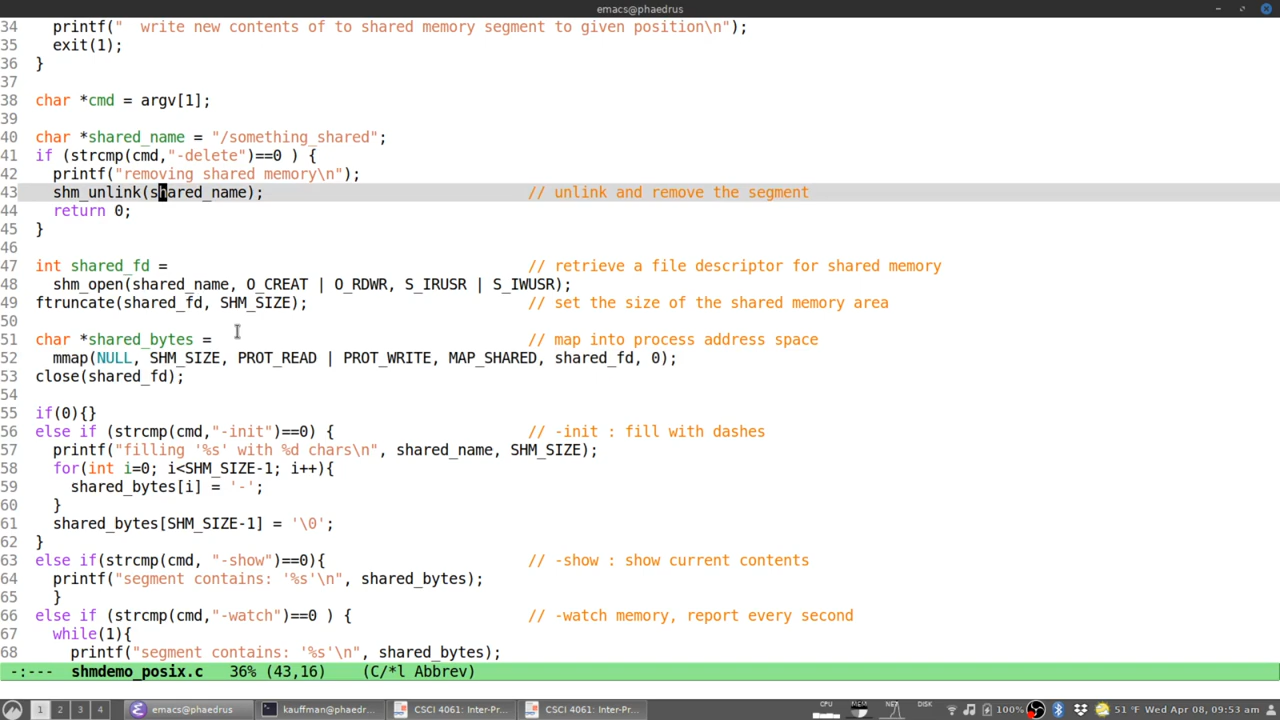 emacs@phaedrus
34 printf("  write new contents of to shared memory segment to given position\n");
35 exit(1);
36 }
37
38 char *cmd = argv[1];
39
40 char *shared_name = "/something_shared";
41 if (strcmp(cmd,"-delete")==0 ) {
42 printf("removing shared memory\n");
43 shm_unlink(shared_name); // unlink and remove the segment
44 return 0;
45 }
46
47 int shared_fd = // retrieve a file descriptor for shared memory
48 shm_open(shared_name, O_CREAT | O_RDWR, S_IRUSR | S_IWUSR);
49 ftruncate(shared_fd, SHM_SIZE); // set the size of the shared memory area
50
51 char *shared_bytes = // map into process address space
52 mmap(NULL, SHM_SIZE, PROT_READ | PROT_WRITE, MAP_SHARED, shared_fd, 0);
53 close(shared_fd);
54
55 if(0){}
56 else if (strcmp(cmd,"-init")==0) { // -init : fill with dashes
57 printf("filling '%s' with %d chars\n", shared_name, SHM_SIZE);
58 for(int i=0; i<SHM_SIZE-1; i++){
59 shared_bytes[i] = '-';
60 }
61 shared_bytes[SHM_SIZE-1] = '\0';
62 }
63 else if(strcmp(cmd, "-show")==0){ // -show : show current contents
64 printf("segment contains: '%s'\n", shared_bytes);
65 }
66 else if (strcmp(cmd,"-watch")==0 ) { // -watch memory, report every second
67 while(1){
68 printf("segment contains: '%s'\n", shared_bytes);
-:--- shmdemo_posix.c 36% (43,16) (C/*l Abbrev)
1 2 3 4 emacs@phaedrus kauffman@phaedr... CSCI 4061: Inter-Pr... CSCI 4061: Inter-Pr... CPU MEM NET DISK 100% 51 °F Wed Apr 08, 09:53 am